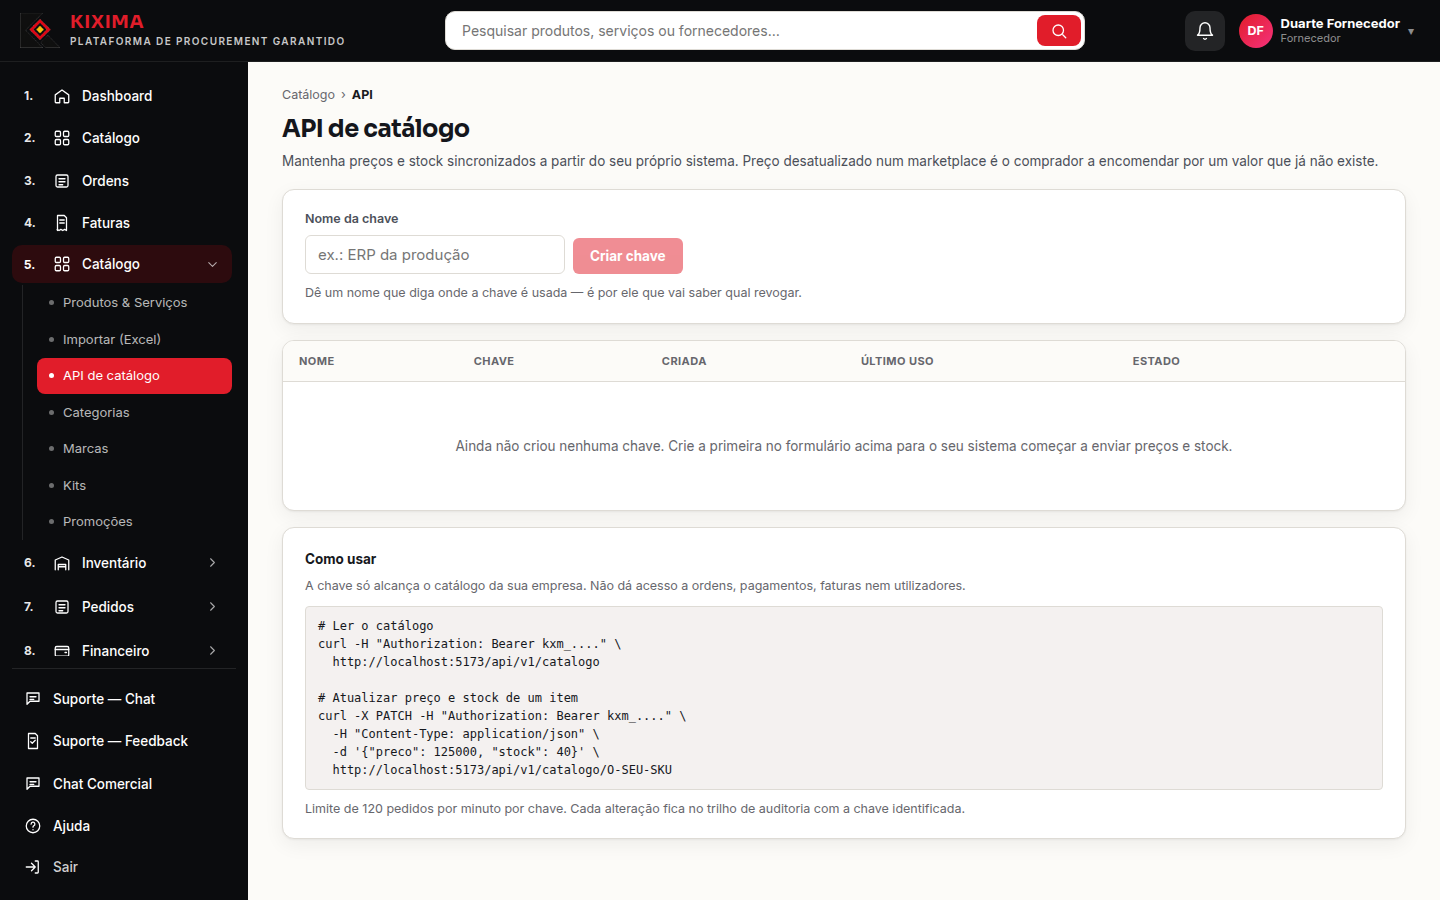 KIXIMA
PLATAFORMA DE PROCUREMENT GARANTIDO
Pesquisar produtos, serviços ou fornecedores...
DF
Duarte Fornecedor
Fornecedor
1. Dashboard
2. Catálogo
3. Ordens
4. Faturas
5. Catálogo
Produtos & Serviços
Importar (Excel)
API de catálogo
Categorias
Marcas
Kits
Promoções
6. Inventário
7. Pedidos
8. Financeiro
Suporte — Chat
Suporte — Feedback
Chat Comercial
Ajuda
Sair
Catálogo › API
API de catálogo
Mantenha preços e stock sincronizados a partir do seu próprio sistema. Preço desatualizado num marketplace é o comprador a encomendar por um valor que já não existe.
Nome da chave
ex.: ERP da produção
Criar chave
Dê um nome que diga onde a chave é usada — é por ele que vai saber qual revogar.
NOME CHAVE CRIADA ÚLTIMO USO ESTADO
Ainda não criou nenhuma chave. Crie a primeira no formulário acima para o seu sistema começar a enviar preços e stock.
Como usar
A chave só alcança o catálogo da sua empresa. Não dá acesso a ordens, pagamentos, faturas nem utilizadores.
# Ler o catálogo
curl -H "Authorization: Bearer kxm_...." \
http://localhost:5173/api/v1/catalogo
# Atualizar preço e stock de um item
curl -X PATCH -H "Authorization: Bearer kxm_...." \
-H "Content-Type: application/json" \
-d '{"preco": 125000, "stock": 40}' \
http://localhost:5173/api/v1/catalogo/O-SEU-SKU
Limite de 120 pedidos por minuto por chave. Cada alteração fica no trilho de auditoria com a chave identificada.